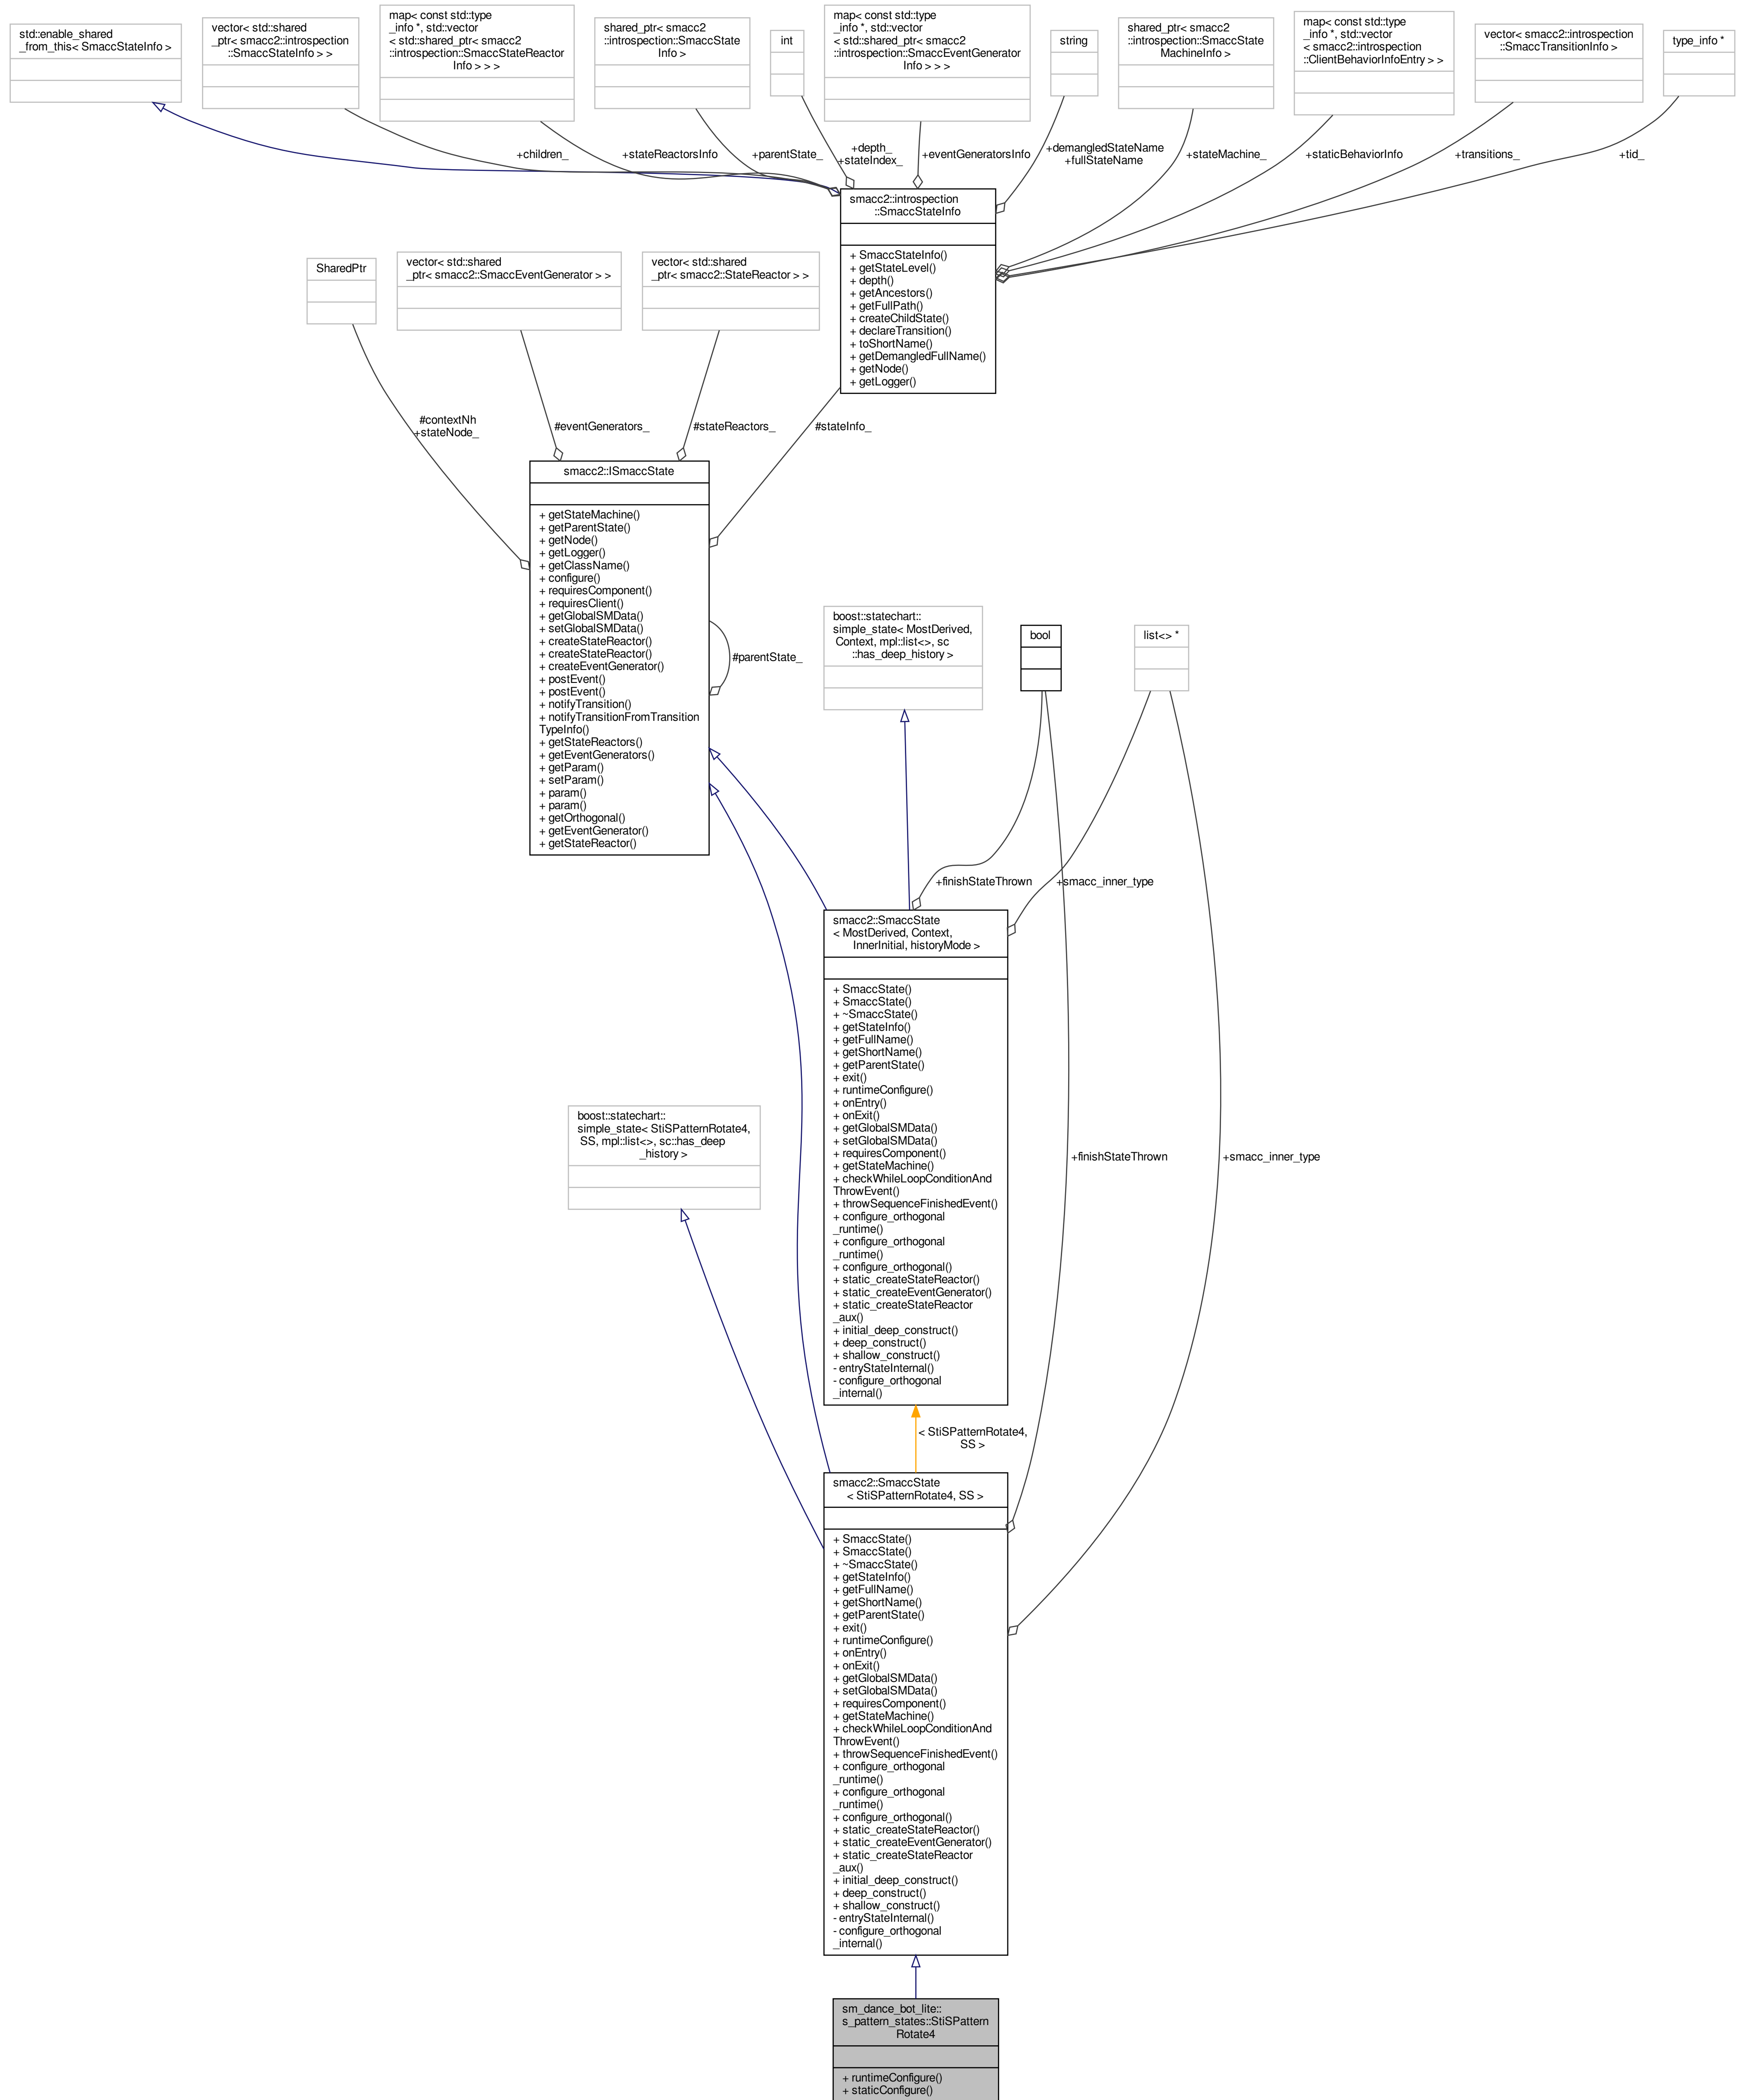 std::enable_shared
_from_this< SmaccStateInfo >
vector< std::shared
_ptr< smacc2::introspection
::SmaccStateInfo > >
map< const std::type
_info *, std::vector
< std::shared_ptr< smacc2
::introspection::SmaccStateReactor
Info > > >
shared_ptr< smacc2
::introspection::SmaccState
Info >
int
map< const std::type
_info *, std::vector
< std::shared_ptr< smacc2
::introspection::SmaccEventGenerator
Info > > >
string
shared_ptr< smacc2
::introspection::SmaccState
MachineInfo >
map< const std::type
_info *, std::vector
< smacc2::introspection
::ClientBehaviorInfoEntry > >
vector< smacc2::introspection
::SmaccTransitionInfo >
type_info *
+children_
+stateReactorsInfo
+parentState_
+depth_
+stateIndex_
+eventGeneratorsInfo
+demangledStateName
+fullStateName
+stateMachine_
+staticBehaviorInfo
+transitions_
+tid_
smacc2::introspection
::SmaccStateInfo
+ SmaccStateInfo()
+ getStateLevel()
+ depth()
+ getAncestors()
+ getFullPath()
+ createChildState()
+ declareTransition()
+ toShortName()
+ getDemangledFullName()
+ getNode()
+ getLogger()
SharedPtr
vector< std::shared
_ptr< smacc2::SmaccEventGenerator > >
vector< std::shared
_ptr< smacc2::StateReactor > >
#contextNh
+stateNode_
#eventGenerators_
#stateReactors_
#stateInfo_
smacc2::ISmaccState
+ getStateMachine()
+ getParentState()
+ getNode()
+ getLogger()
+ getClassName()
+ configure()
+ requiresComponent()
+ requiresClient()
+ getGlobalSMData()
+ setGlobalSMData()
+ createStateReactor()
+ createStateReactor()
+ createEventGenerator()
+ postEvent()
+ postEvent()
+ notifyTransition()
+ notifyTransitionFromTransition
TypeInfo()
+ getStateReactors()
+ getEventGenerators()
+ getParam()
+ setParam()
+ param()
+ param()
+ getOrthogonal()
+ getEventGenerator()
+ getStateReactor()
#parentState_
boost::statechart::
simple_state< MostDerived,
Context, mpl::list<>, sc
::has_deep_history >
bool
list<> *
+finishStateThrown
+smacc_inner_type
smacc2::SmaccState
< MostDerived, Context,
InnerInitial, historyMode >
+ SmaccState()
+ SmaccState()
+ ~SmaccState()
+ getStateInfo()
+ getFullName()
+ getShortName()
+ getParentState()
+ exit()
+ runtimeConfigure()
+ onEntry()
+ onExit()
+ getGlobalSMData()
+ setGlobalSMData()
+ requiresComponent()
+ getStateMachine()
+ checkWhileLoopConditionAnd
ThrowEvent()
+ throwSequenceFinishedEvent()
+ configure_orthogonal
_runtime()
+ configure_orthogonal
_runtime()
+ configure_orthogonal()
+ static_createStateReactor()
+ static_createEventGenerator()
+ static_createStateReactor
_aux()
+ initial_deep_construct()
+ deep_construct()
+ shallow_construct()
- entryStateInternal()
- configure_orthogonal
_internal()
boost::statechart::
simple_state< StiSPatternRotate4,
SS, mpl::list<>, sc::has_deep
_history >
+finishStateThrown
+smacc_inner_type
< StiSPatternRotate4,
SS >
smacc2::SmaccState
< StiSPatternRotate4, SS >
+ SmaccState()
+ SmaccState()
+ ~SmaccState()
+ getStateInfo()
+ getFullName()
+ getShortName()
+ getParentState()
+ exit()
+ runtimeConfigure()
+ onEntry()
+ onExit()
+ getGlobalSMData()
+ setGlobalSMData()
+ requiresComponent()
+ getStateMachine()
+ checkWhileLoopConditionAnd
ThrowEvent()
+ throwSequenceFinishedEvent()
+ configure_orthogonal
_runtime()
+ configure_orthogonal
_runtime()
+ configure_orthogonal()
+ static_createStateReactor()
+ static_createEventGenerator()
+ static_createStateReactor
_aux()
+ initial_deep_construct()
+ deep_construct()
+ shallow_construct()
- entryStateInternal()
- configure_orthogonal
_internal()
sm_dance_bot_lite::
s_pattern_states::StiSPattern
Rotate4
+ runtimeConfigure()
+ staticConfigure()